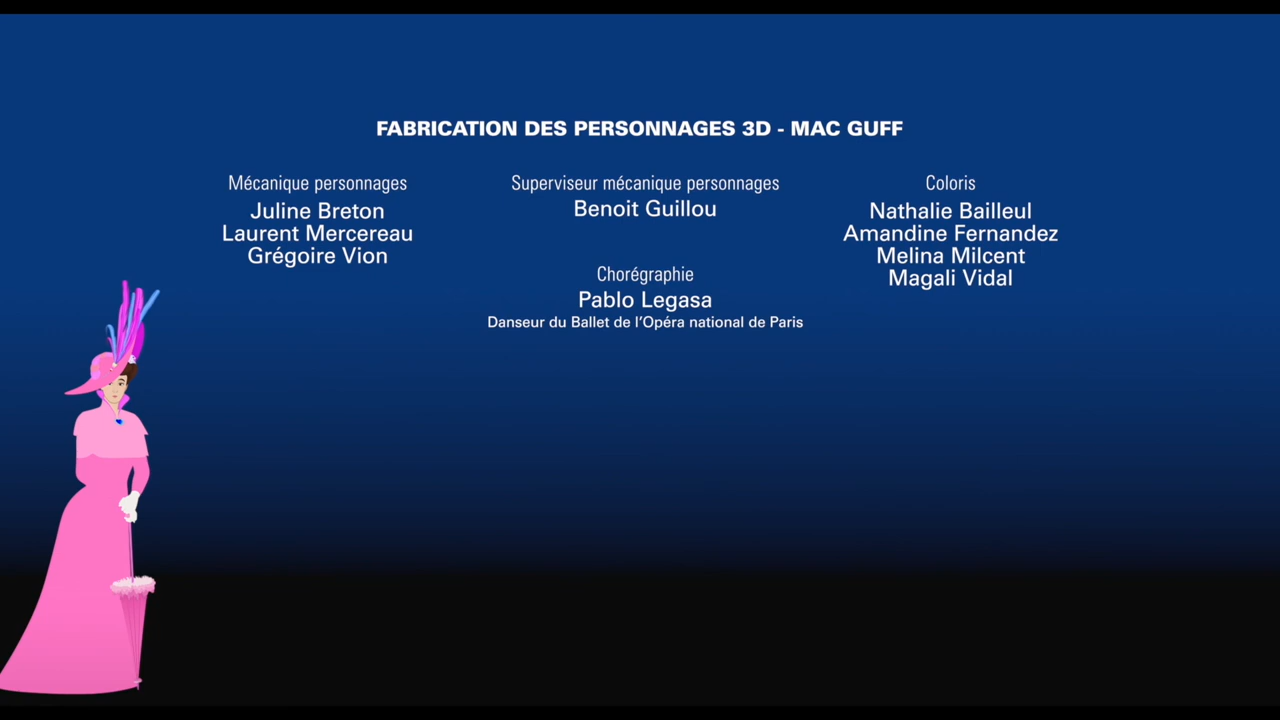 FABRICATION DES PERSONNAGES 3D - MAC GUFF
Mécanique personnages
Juline Breton
Laurent Mercereau
Grégoire Vion
Superviseur mécanique personnages
Benoit Guillou
Chorégraphie
Pablo Legasa
Danseur du Ballet de l’Opéra national de Paris
Coloris
Nathalie Bailleul
Amandine Fernandez
Melina Milcent
Magali Vidal